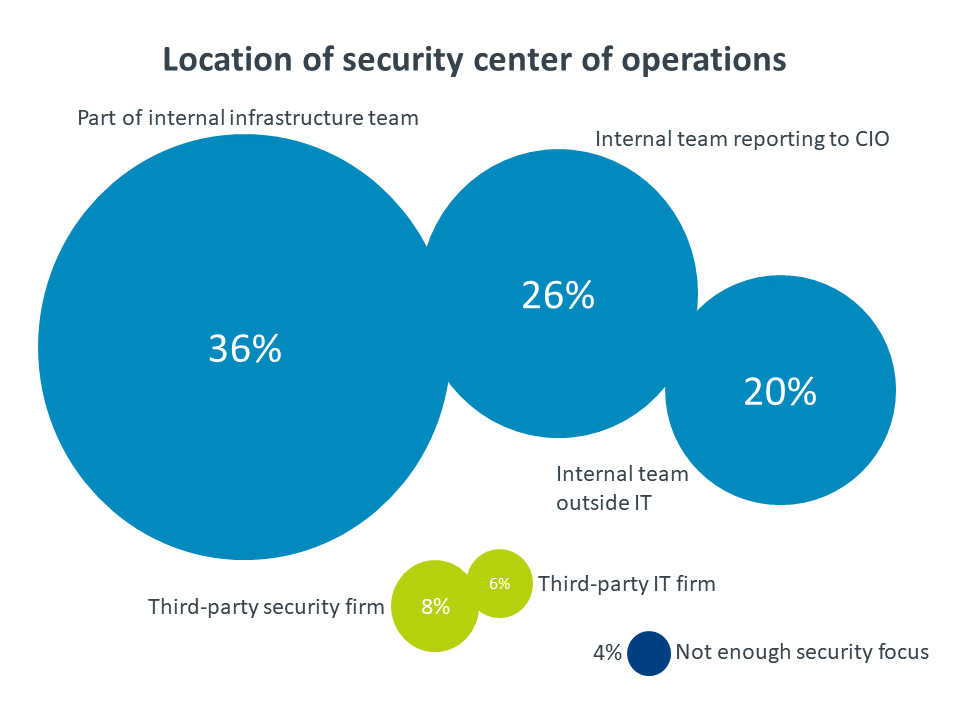 Location of security center of operations
Part of internal infrastructure team
Internal team reporting to CIO
36%
26%
20%
Internal team
outside IT
Third-party security firm
8%
6%
Third-party IT firm
4%
Not enough security focus